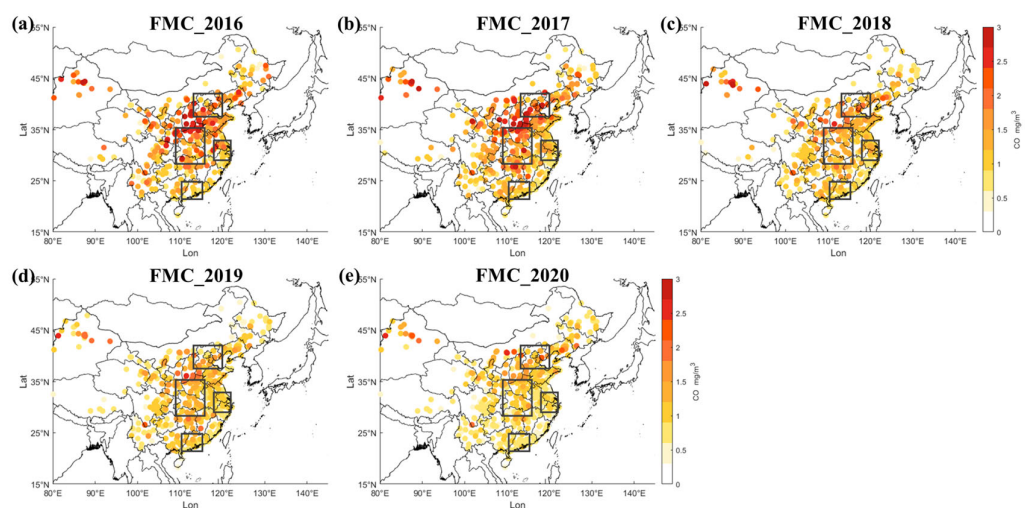 (a) FMC_2016
55°N
45°N
35°N
25°N
15°N
Lat
80°E 90°E 100°E 110°E 120°E 130°E 140°E
Lon
(b) FMC_2017
55°N
45°N
35°N
25°N
15°N
Lat
80°E 90°E 100°E 110°E 120°E 130°E 140°E
Lon
(c) FMC_2018
55°N
45°N
35°N
25°N
15°N
Lat
80°E 90°E 100°E 110°E 120°E 130°E 140°E
Lon
3
2.5
2
1.5
1
0.5
0
CO mg/m³
(d) FMC_2019
55°N
45°N
35°N
25°N
15°N
Lat
80°E 90°E 100°E 110°E 120°E 130°E 140°E
Lon
(e) FMC_2020
55°N
45°N
35°N
25°N
15°N
Lat
80°E 90°E 100°E 110°E 120°E 130°E 140°E
Lon
3
2.5
2
1.5
1
0.5
0
CO mg/m³